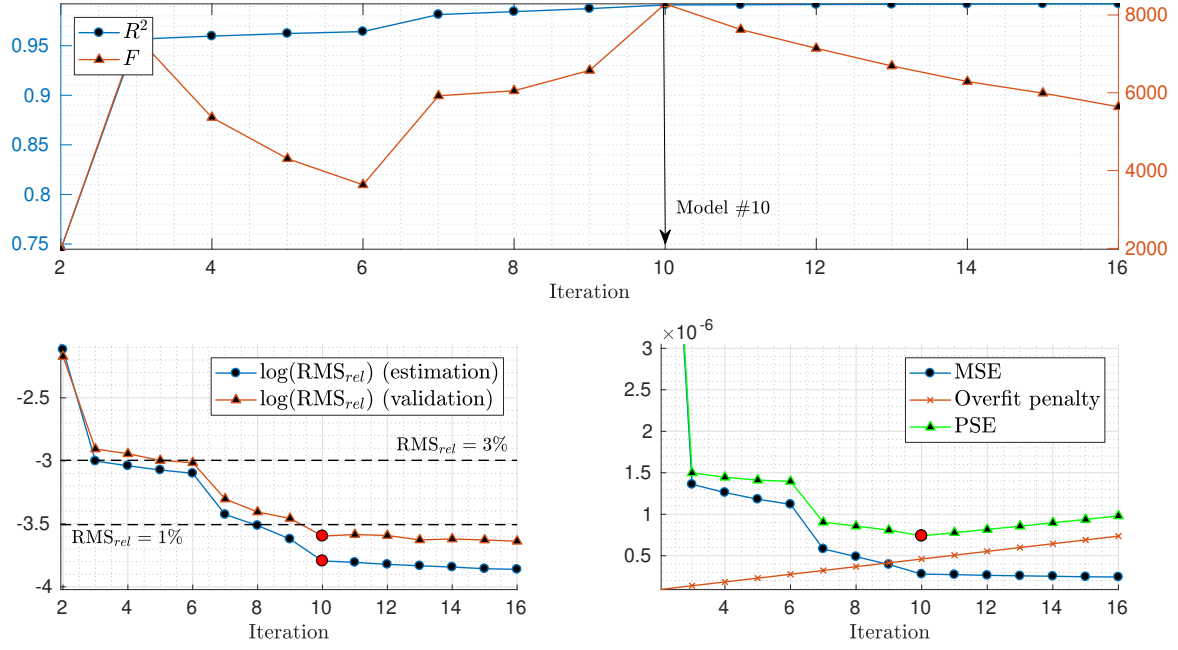 R²
F
0.95
0.9
0.85
0.8
0.75
8000
6000
4000
2000
Model #10
2 4 6 8 10 12 14 16
Iteration
log(RMS_rel) (estimation)
log(RMS_rel) (validation)
RMS_rel = 3%
RMS_rel = 1%
-2.5
-3
-3.5
-4
2 4 6 8 10 12 14 16
Iteration
×10⁻⁶
MSE
Overfit penalty
PSE
3
2.5
2
1.5
1
0.5
4 6 8 10 12 14 16
Iteration